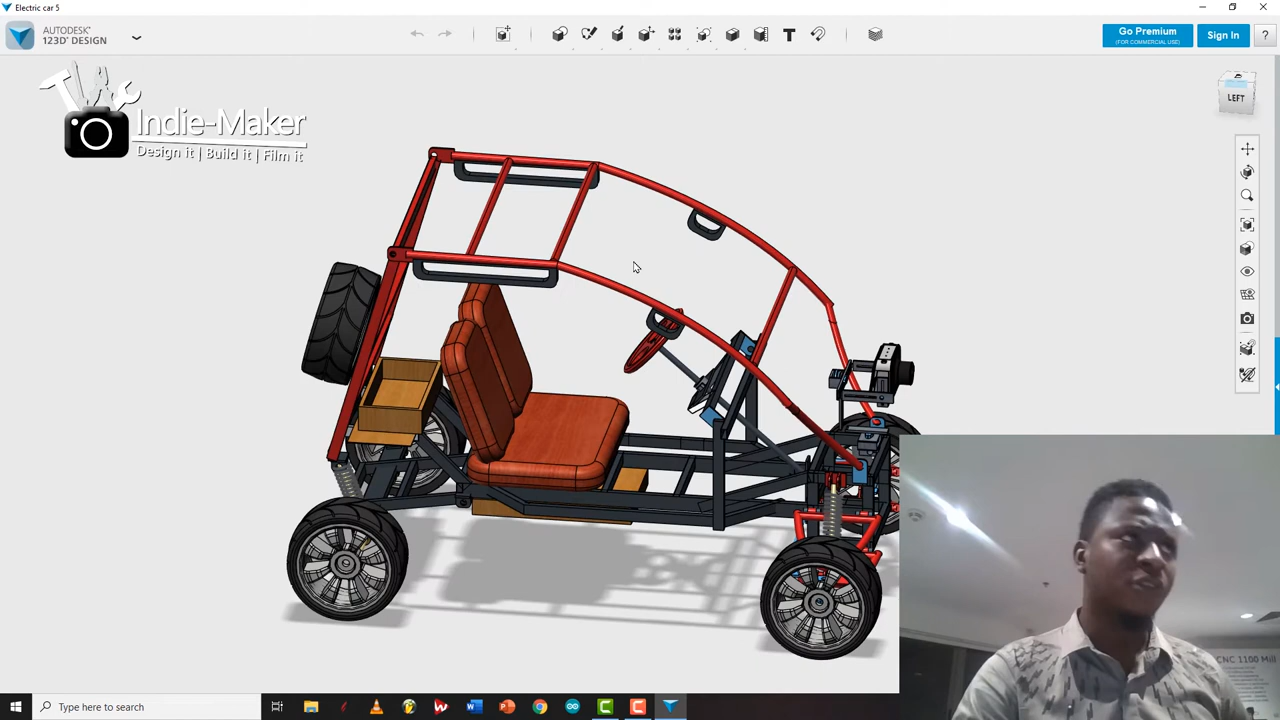 Electric car 5
AUTODESK®
123D® DESIGN
Go Premium
(FOR COMMERCIAL USE)
Sign In
?
LEFT
Indie-Maker
Design it | Build it | Film it
CNC 1100 Mill
Type here to search